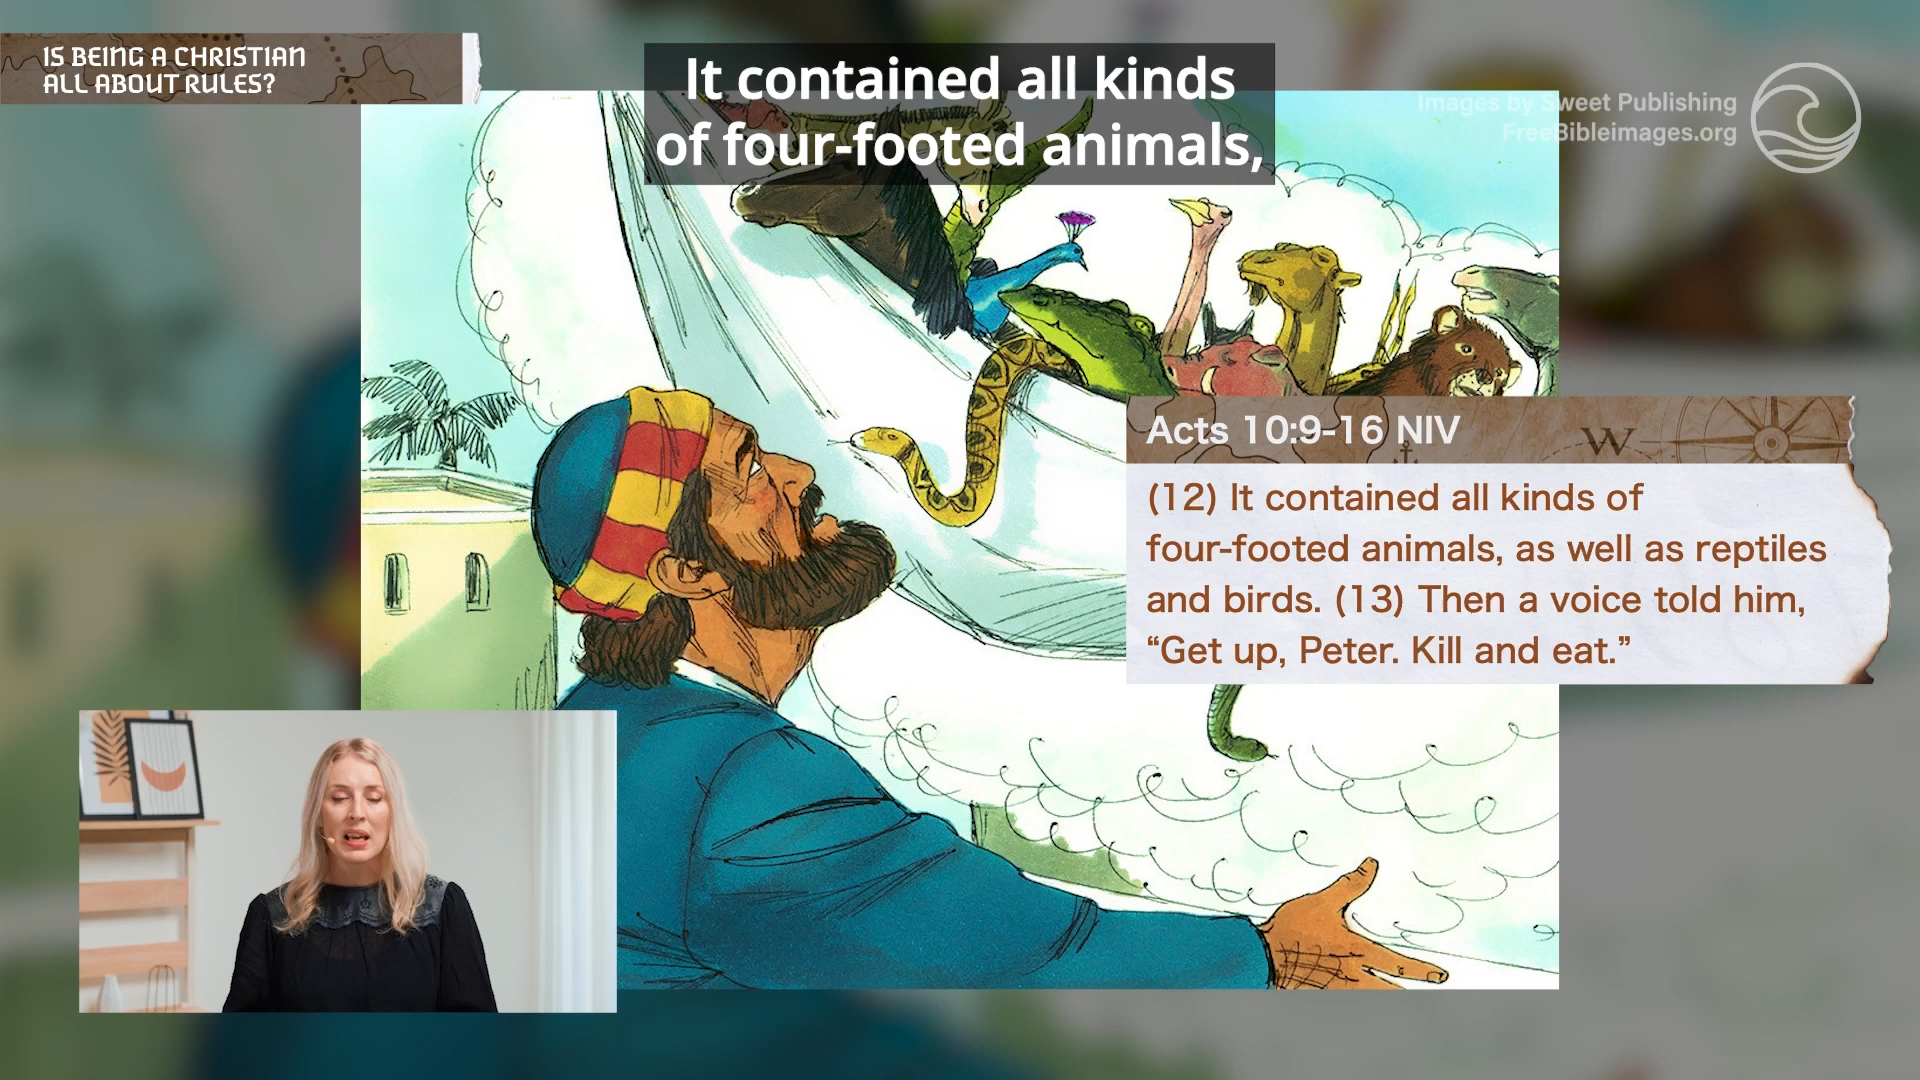 IS BEING A CHRISTIAN
ALL ABOUT RULES?
It contained all kinds
of four-footed animals,
Images by Sweet Publishing
FreeBibleimages.org
Acts 10:9-16 NIV
W
(12) It contained all kinds of
four-footed animals, as well as reptiles
and birds. (13) Then a voice told him,
“Get up, Peter. Kill and eat.”